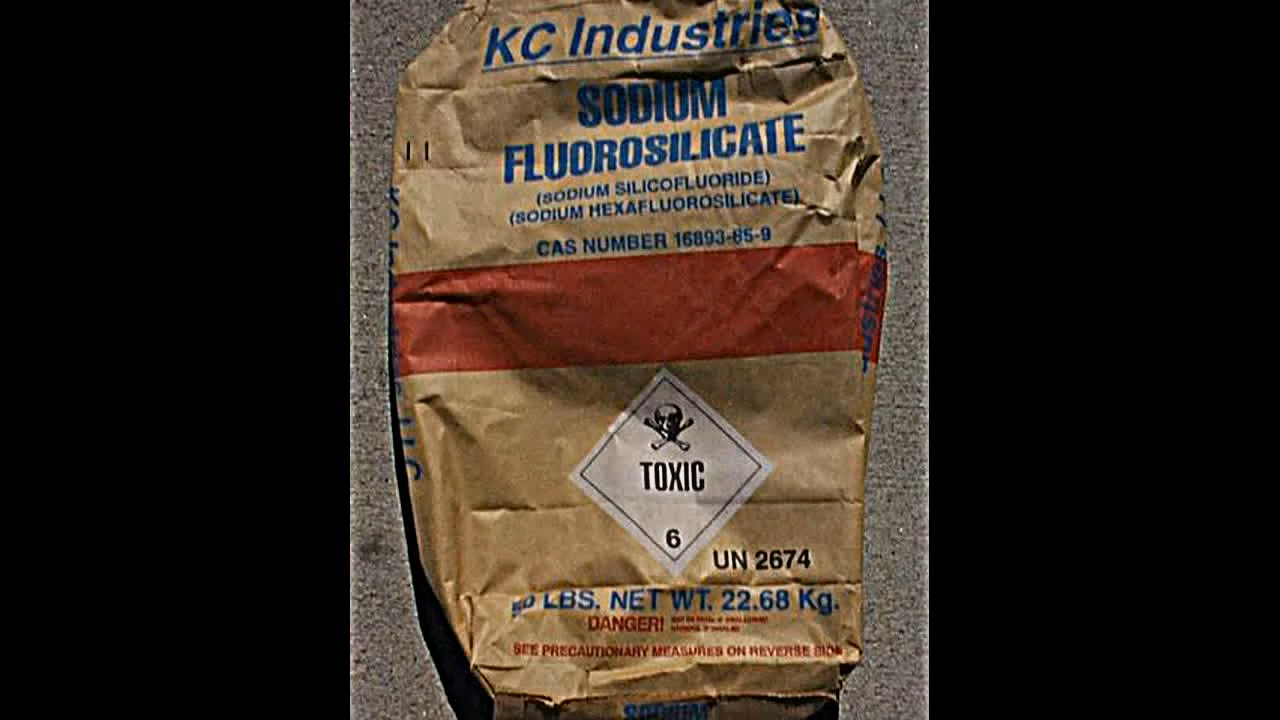 KC Industries
SODIUM
FLUOROSILICATE
(SODIUM SILICOFLUORIDE)
(SODIUM HEXAFLUOROSILICATE)
CAS NUMBER 16893-85-9
TOXIC
6
UN 2674
50 LBS. NET WT. 22.68 Kg.
DANGER!
SEE PRECAUTIONARY MEASURES ON REVERSE SIDE
SODIUM